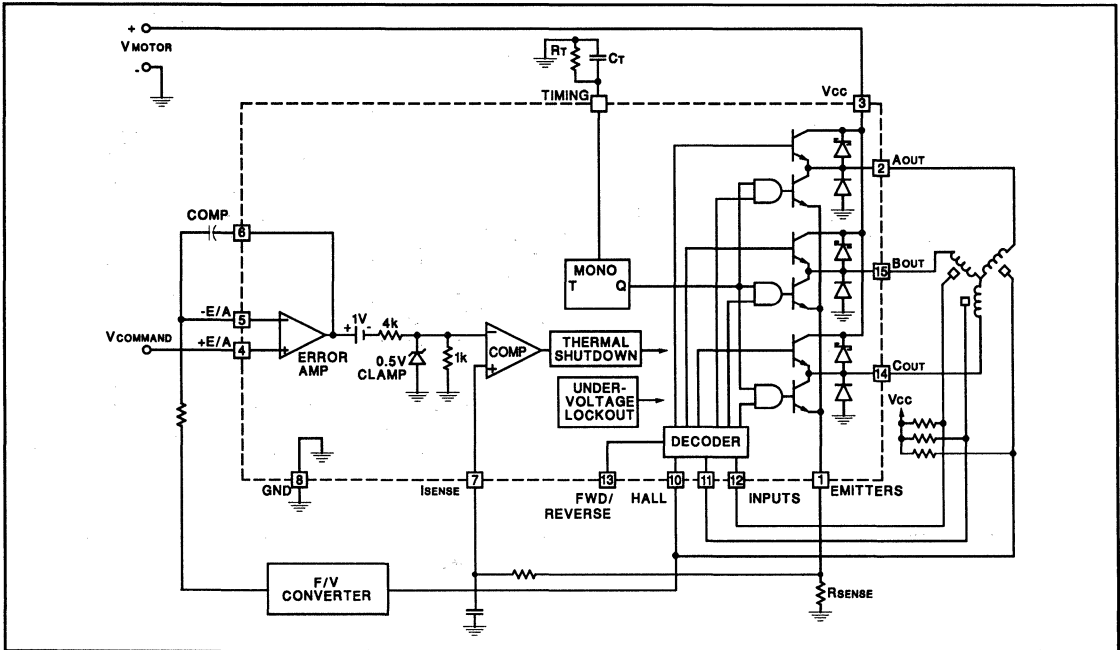 +
VMOTOR
-
RT
CT
TIMING
VCC
3
2
AOUT
COMP
6
MONO
T
Q
15
BOUT
-E/A
5
-
1V
+
-
4k
VCOMMAND
+E/A
4
+
ERROR
AMP
0.5V
CLAMP
1k
-
COMP
+
THERMAL
SHUTDOWN
14
COUT
UNDER-
VOLTAGE
LOCKOUT
VCC
DECODER
GND
8
ISENSE
7
13
FWD/
REVERSE
HALL
10
11
12
INPUTS
1
EMITTERS
F/V
CONVERTER
RSENSE